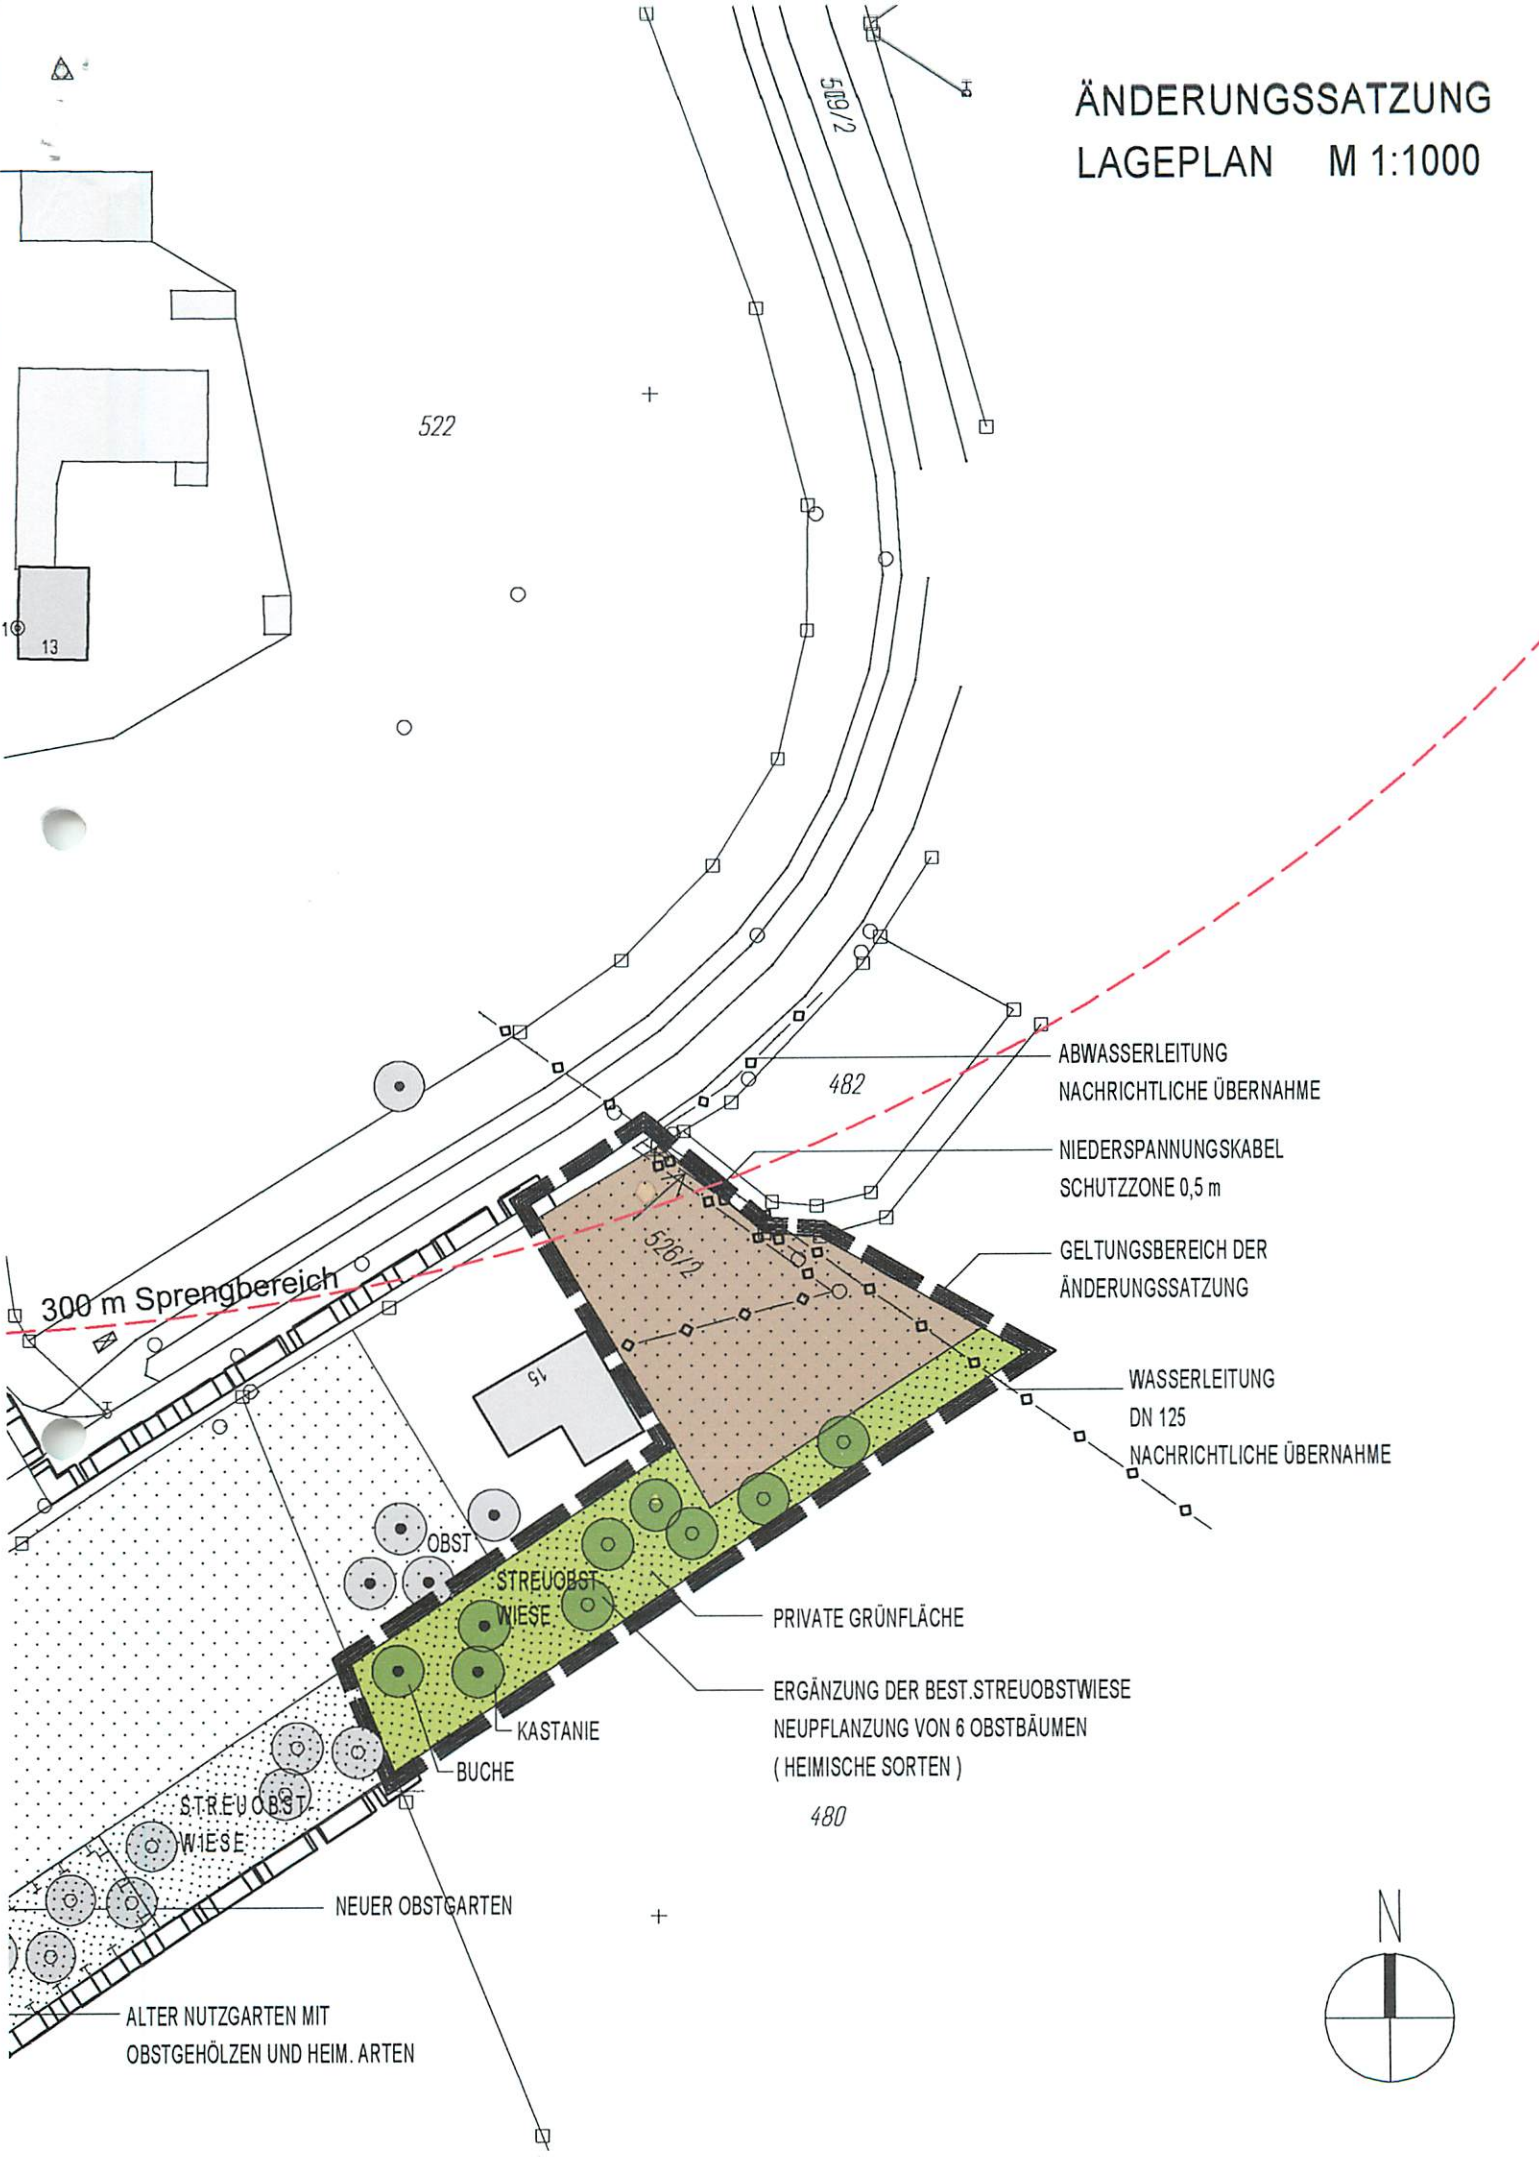 ÄNDERUNGSSATZUNG
LAGEPLAN M 1:1000
509/2
522
1
13
ABWASSERLEITUNG
NACHRICHTLICHE ÜBERNAHME
482
NIEDERSPANNUNGSKABEL
SCHUTZZONE 0,5 m
526/2
GELTUNGSBEREICH DER
ÄNDERUNGSSATZUNG
300 m Sprengbereich
15
WASSERLEITUNG
DN 125
NACHRICHTLICHE ÜBERNAHME
OBST
STREUOBST
WIESE
PRIVATE GRÜNFLÄCHE
ERGÄNZUNG DER BEST.STREUOBSTWIESE
NEUPFLANZUNG VON 6 OBSTBÄUMEN
( HEIMISCHE SORTEN )
KASTANIE
BUCHE
STREUOBST-
WIESE
480
NEUER OBSTGARTEN
N
ALTER NUTZGARTEN MIT
OBSTGEHÖLZEN UND HEIM. ARTEN